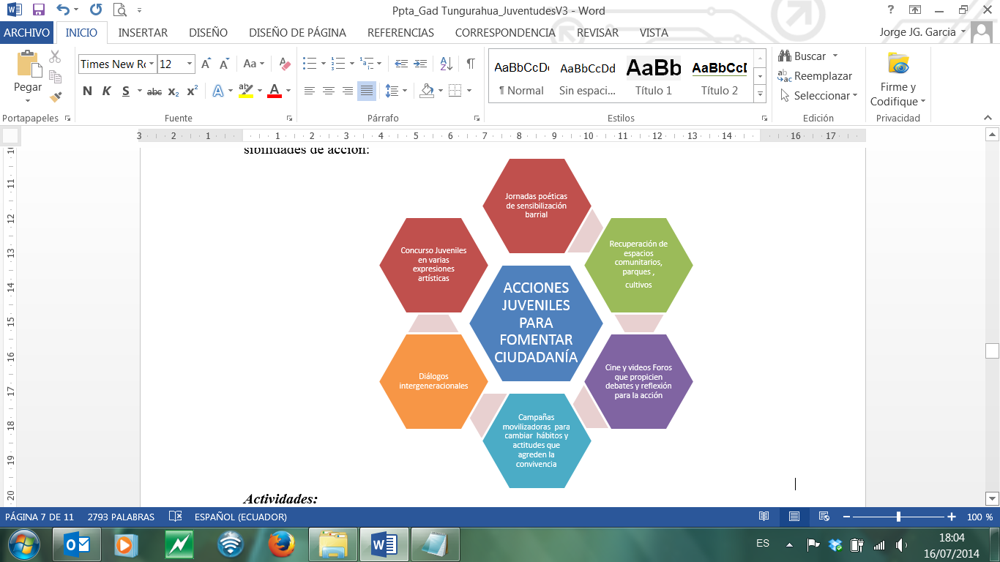 Ppta_Gad Tungurahua_JuventudesV3 - Word
ARCHIVO INICIO INSERTAR DISEÑO DISEÑO DE PÁGINA REFERENCIAS CORRESPONDENCIA REVISAR VISTA
Jorge JG. Garcia
Pegar
Portapapeles
Times New Ro 12
Aa
N K S abc x₂ x² A ab A
Fuente
Párrafo
AaBbCcDc AaBbCcDd AaBb AaBbCcD
¶ Normal Sin espaci... Título 1 Título 2
Estilos
Buscar
Reemplazar
Seleccionar
Edición
Firme y
Codifique
Privacidad
3 2 1 1 2 3 4 5 6 7 8 9 10 11 12 13 14 16 17
10
11
12
13
14
15
16
17
18
19
20
sibilidades de acción:
Jornadas poéticas
de sensibilización
barrial
Recuperación de
espacios
comunitarios,
parques ,
cultivos
Cine y videos Foros
que propicien
debates y reflexión
para la acción
Campañas
movilizadoras para
cambiar hábitos y
actitudes que
agreden la
convivencia
Diálogos
intergeneracionales
Concurso Juveniles
en varias
expresiones
artísticas
ACCIONES
JUVENILES
PARA
FOMENTAR
CIUDADANÍA
Actividades:
PÁGINA 7 DE 11 2793 PALABRAS ESPAÑOL (ECUADOR) 100 %
ES
18:04
16/07/2014